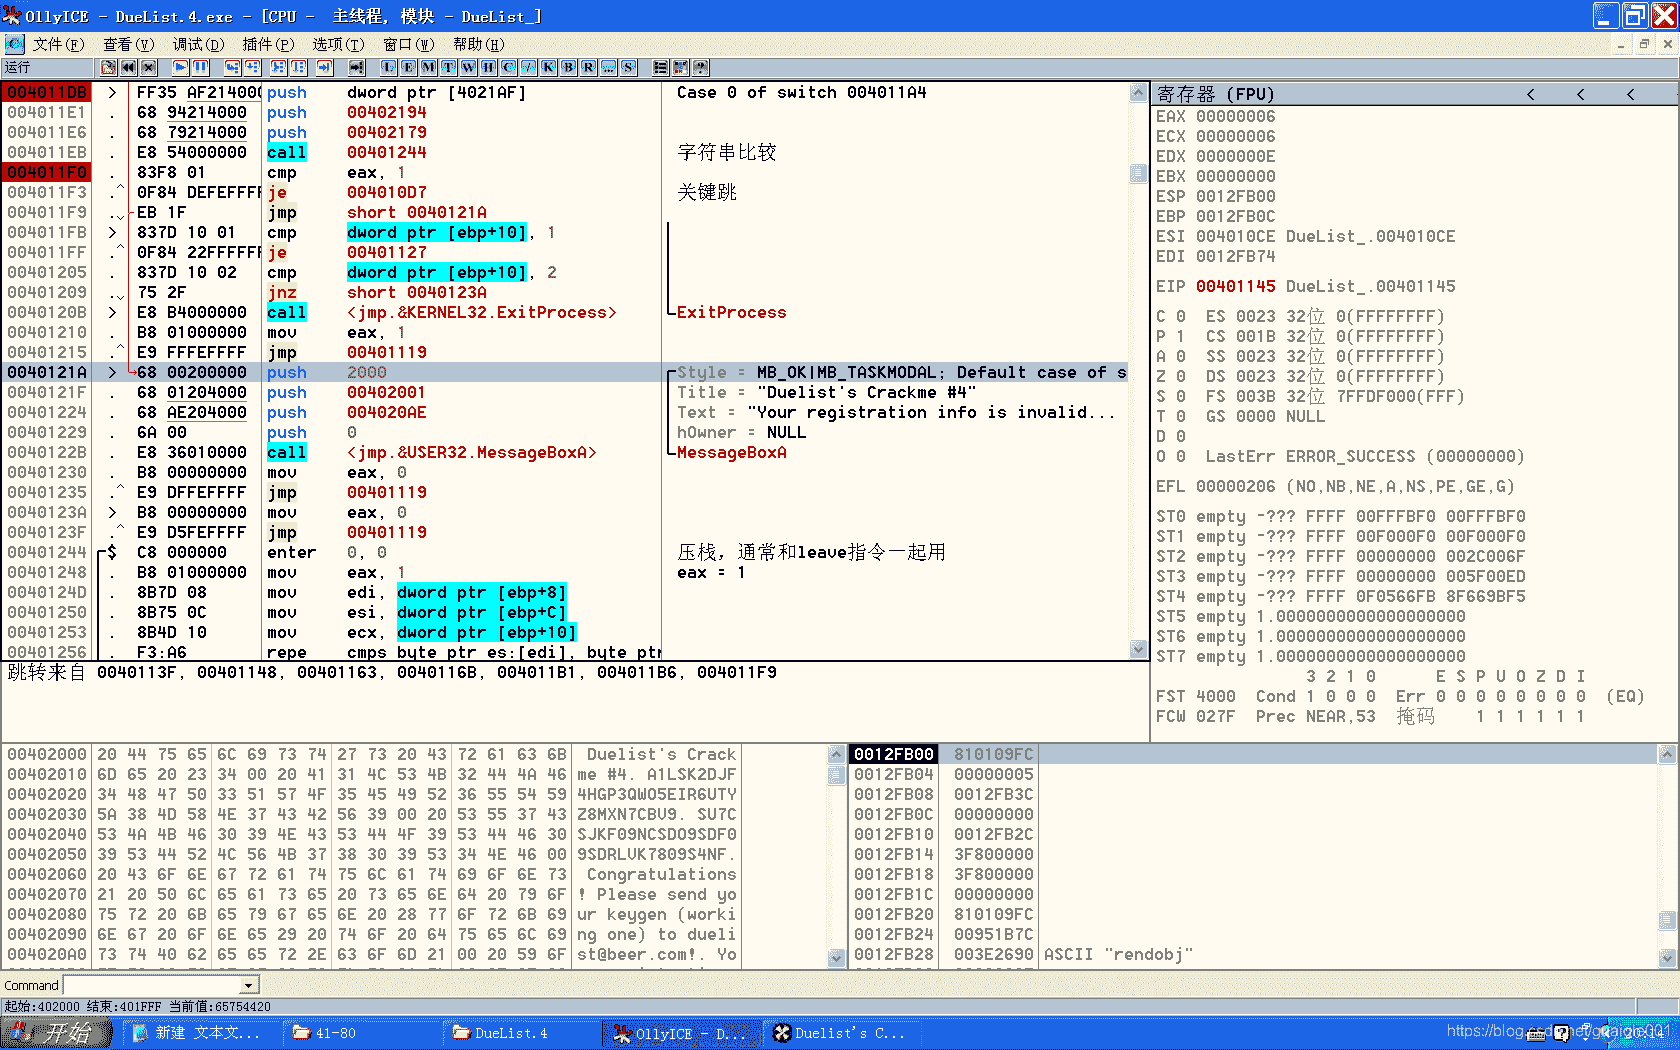 OllyICE - DueList.4.exe - [CPU - 主线程, 模块 - DueList_]
文件(F) 查看(V) 调试(D) 插件(P) 选项(T) 窗口(W) 帮助(H)
运行 L E M T W H C / K B R ... S ?
004011DB > FF35 AF214000 push dword ptr [4021AF] Case 0 of switch 004011A4
004011E1 . 68 94214000 push 00402194
004011E6 . 68 79214000 push 00402179
004011EB . E8 54000000 call 00401244 字符串比较
004011F0 . 83F8 01 cmp eax, 1
004011F3 .^ 0F84 DEFEFFFF je 004010D7 关键跳
004011F9 . EB 1F jmp short 0040121A
004011FB > 837D 10 01 cmp dword ptr [ebp+10], 1
004011FF .^ 0F84 22FFFFFF je 00401127
00401205 . 837D 10 02 cmp dword ptr [ebp+10], 2
00401209 . 75 2F jnz short 0040123A
0040120B > E8 B4000000 call <jmp.&KERNEL32.ExitProcess> ExitProcess
00401210 . B8 01000000 mov eax, 1
00401215 .^ E9 FFFEFFFF jmp 00401119
0040121A > 68 00200000 push 2000 Style = MB_OK|MB_TASKMODAL; Default case of s
0040121F . 68 01204000 push 00402001 Title = "Duelist's Crackme #4"
00401224 . 68 AE204000 push 004020AE Text = "Your registration info is invalid...
00401229 . 6A 00 push 0 hOwner = NULL
0040122B . E8 36010000 call <jmp.&USER32.MessageBoxA> MessageBoxA
00401230 . B8 00000000 mov eax, 0
00401235 .^ E9 DFFEFFFF jmp 00401119
0040123A > B8 00000000 mov eax, 0
0040123F .^ E9 D5FEFFFF jmp 00401119
00401244 $ C8 000000 enter 0, 0 压栈，通常和leave指令一起用
00401248 . B8 01000000 mov eax, 1 eax = 1
0040124D . 8B7D 08 mov edi, dword ptr [ebp+8]
00401250 . 8B75 0C mov esi, dword ptr [ebp+C]
00401253 . 8B4D 10 mov ecx, dword ptr [ebp+10]
00401256 . F3:A6 repe cmps byte ptr es:[edi], byte ptr
跳转来自 0040113F, 00401148, 00401163, 0040116B, 004011B1, 004011B6, 004011F9
寄存器 (FPU) < < <
EAX 00000006
ECX 00000006
EDX 0000000E
EBX 00000000
ESP 0012FB00
EBP 0012FB0C
ESI 004010CE DueList_.004010CE
EDI 0012FB74
EIP 00401145 DueList_.00401145
C 0 ES 0023 32位 0(FFFFFFFF)
P 1 CS 001B 32位 0(FFFFFFFF)
A 0 SS 0023 32位 0(FFFFFFFF)
Z 0 DS 0023 32位 0(FFFFFFFF)
S 0 FS 003B 32位 7FFDF000(FFF)
T 0 GS 0000 NULL
D 0
O 0 LastErr ERROR_SUCCESS (00000000)
EFL 00000206 (NO,NB,NE,A,NS,PE,GE,G)
ST0 empty -??? FFFF 00FFFBF0 00FFFBF0
ST1 empty -??? FFFF 00F000F0 00F000F0
ST2 empty -??? FFFF 00000000 002C006F
ST3 empty -??? FFFF 00000000 005F00ED
ST4 empty -??? FFFF 0F0566FB 8F669BF5
ST5 empty 1.0000000000000000000
ST6 empty 1.0000000000000000000
ST7 empty 1.0000000000000000000
3 2 1 0 E S P U O Z D I
FST 4000 Cond 1 0 0 0 Err 0 0 0 0 0 0 0 0 (EQ)
FCW 027F Prec NEAR,53 掩码 1 1 1 1 1 1
00402000 20 44 75 65 6C 69 73 74 27 73 20 43 72 61 63 6B Duelist's Crack
00402010 6D 65 20 23 34 00 20 41 31 4C 53 4B 32 44 4A 46 me #4. A1LSK2DJF
00402020 34 48 47 50 33 51 57 4F 35 45 49 52 36 55 54 59 4HGP3QWO5EIR6UTY
00402030 5A 38 4D 58 4E 37 43 42 56 39 00 20 53 55 37 43 Z8MXN7CBV9. SU7C
00402040 53 4A 4B 46 30 39 4E 43 53 44 4F 39 53 44 46 30 SJKF09NCSDO9SDF0
00402050 39 53 44 52 4C 56 4B 37 38 30 39 53 34 4E 46 00 9SDRLVK7809S4NF.
00402060 20 43 6F 6E 67 72 61 74 75 6C 61 74 69 6F 6E 73 Congratulations
00402070 21 20 50 6C 65 61 73 65 20 73 65 6E 64 20 79 6F ! Please send yo
00402080 75 72 20 6B 65 79 67 65 6E 20 28 77 6F 72 6B 69 ur keygen (worki
00402090 6E 67 20 6F 6E 65 29 20 74 6F 20 64 75 65 6C 69 ng one) to dueli
004020A0 73 74 40 62 65 65 72 2E 63 6F 6D 21 00 20 59 6F st@beer.com!. Yo
0012FB00 810109FC
0012FB04 00000005
0012FB08 0012FB3C
0012FB0C 00000000
0012FB10 0012FB2C
0012FB14 3F800000
0012FB18 3F800000
0012FB1C 00000000
0012FB20 810109FC
0012FB24 00951B7C
0012FB28 003E2690 ASCII "rendobj"
Command
起始:402000 结束:401FFF 当前值:65754420
开始 新建 文本文... 41-80 DueList.4 OllyICE - D... Duelist's C...